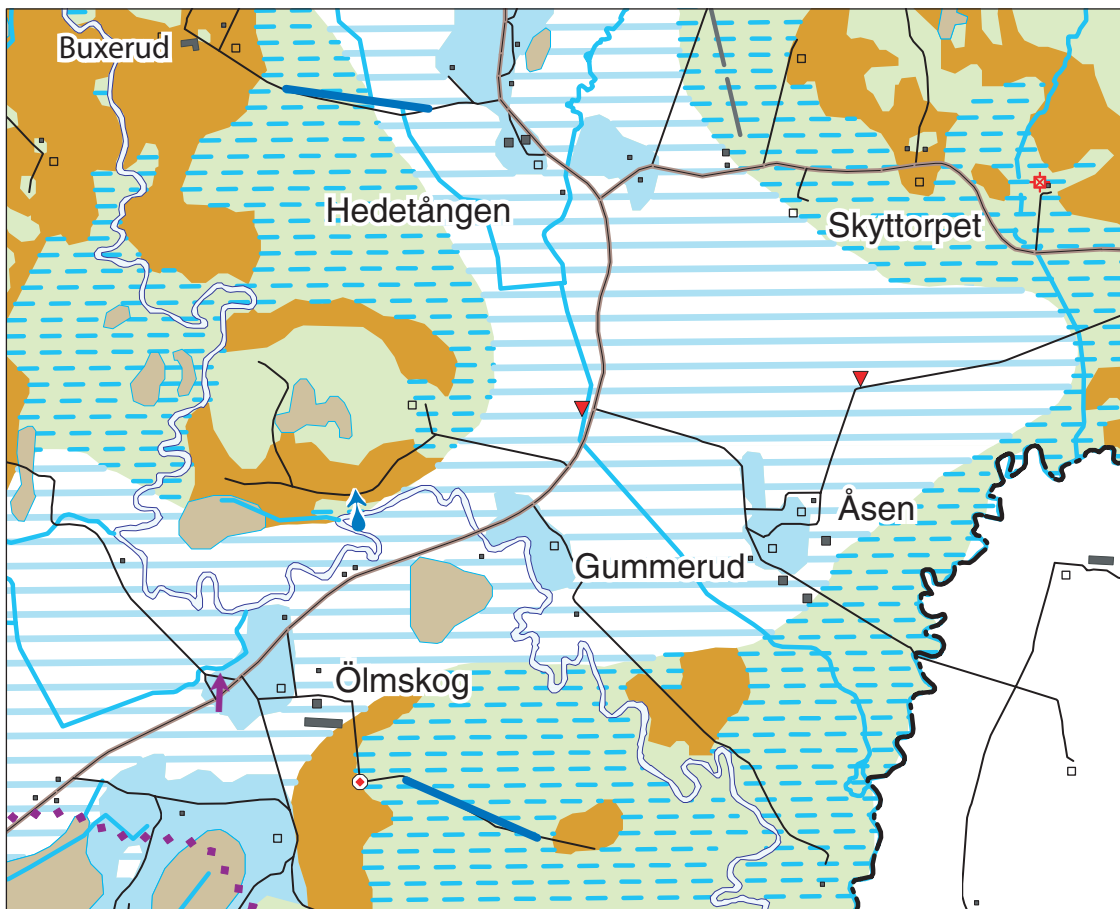 Buxerud
Hedetången
Skyttorpet
Åsen
Gummerud
Ölmskog